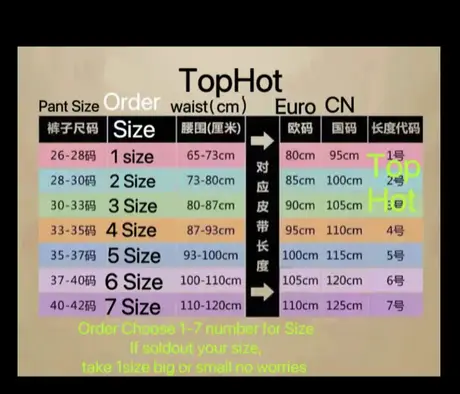 TopHot
Pant Size Order waist(cm) Euro CN
裤子尺码 Size 腰围(厘米) 欧码 国码 长度代码
26-28码 1 size 65-73cm 80cm 95cm 1号
28-30码 2 Size 73-80cm 85cm 100cm 2号
30-33码 3 Size 80-87cm 90cm 105cm
33-35码 4 Size 87-93cm 95cm 110cm 4号
35-37码 5 Size 93-100cm 100cm 115cm 5号
37-40码 6 Size 100-110cm 105cm 120cm 6号
40-42码 7 Size 110-120cm 110cm 125cm 7号
对应皮带长度
Top
Hot
Order Choose 1-7 number for Size
If soldout your size,
take 1size big or small no worries